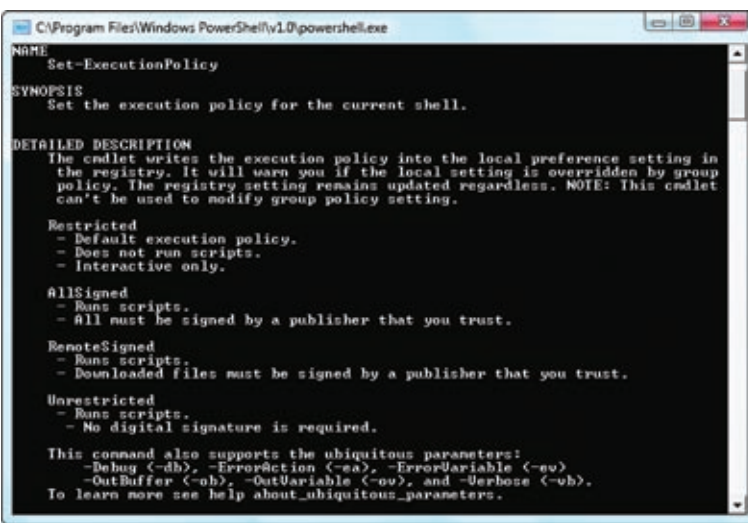 C:\Program Files\Windows PowerShell\v1.0\powershell.exe
NAME
Set-ExecutionPolicy
SYNOPSIS
Set the execution policy for the current shell.
DETAILED DESCRIPTION
The cmdlet writes the execution policy into the local preference setting in
the registry. It will warn you if the local setting is overridden by group
policy. The registry setting remains updated regardless. NOTE: This cmdlet
can't be used to modify group policy setting.
Restricted
- Default execution policy.
- Does not run scripts.
- Interactive only.
AllSigned
- Runs scripts.
- All must be signed by a publisher that you trust.
RemoteSigned
- Runs scripts.
- Downloaded files must be signed by a publisher that you trust.
Unrestricted
- Runs scripts.
- No digital signature is required.
This command also supports the ubiquitous parameters:
-Debug (-db), -ErrorAction (-ea), -ErrorVariable (-ev)
-OutBuffer (-ob), -OutVariable (-ov), and -Verbose (-vb).
To learn more see help about_ubiquitous_parameters.